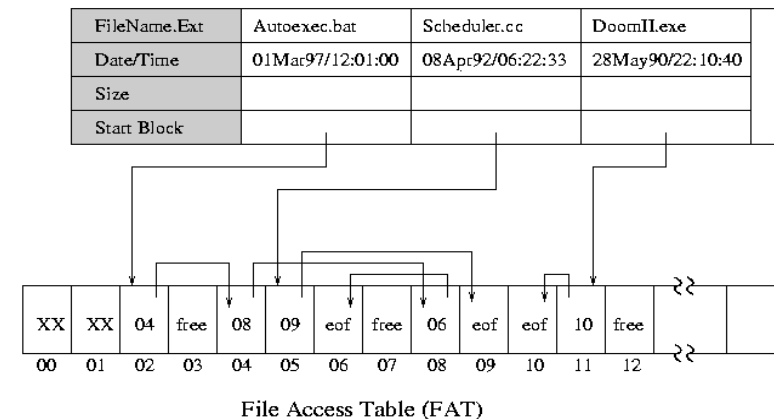 FileName.Ext Autoexec.bat Scheduler.cc DoomII.exe
Date/Time 01Mar97/12:01:00 08Apr92/06:22:33 28May90/22:10:40
Size
Start Block
XX XX 04 free 08 09 eof free 06 eof eof 10 free
00 01 02 03 04 05 06 07 08 09 10 11 12
File Access Table (FAT)